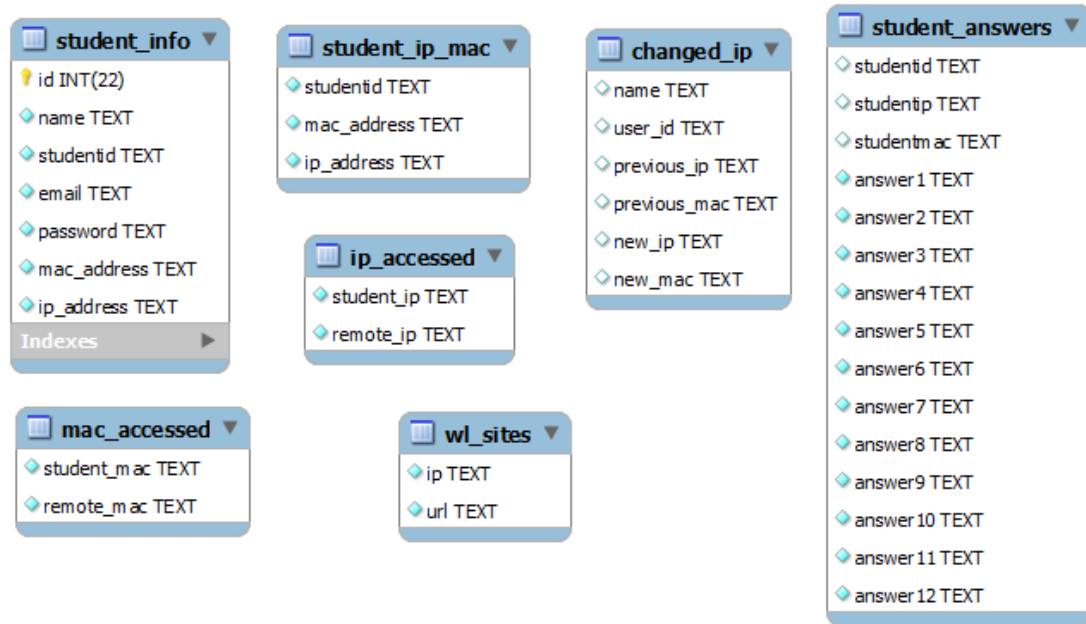 student_info
id INT(22)
name TEXT
studentid TEXT
email TEXT
password TEXT
mac_address TEXT
ip_address TEXT
Indexes
student_ip_mac
studentid TEXT
mac_address TEXT
ip_address TEXT
changed_ip
name TEXT
user_id TEXT
previous_ip TEXT
previous_mac TEXT
new_ip TEXT
new_mac TEXT
student_answers
studentid TEXT
studentip TEXT
studentmac TEXT
answer1 TEXT
answer2 TEXT
answer3 TEXT
answer4 TEXT
answer5 TEXT
answer6 TEXT
answer7 TEXT
answer8 TEXT
answer9 TEXT
answer10 TEXT
answer11 TEXT
answer12 TEXT
ip_accessed
student_ip TEXT
remote_ip TEXT
mac_accessed
student_mac TEXT
remote_mac TEXT
wl_sites
ip TEXT
url TEXT